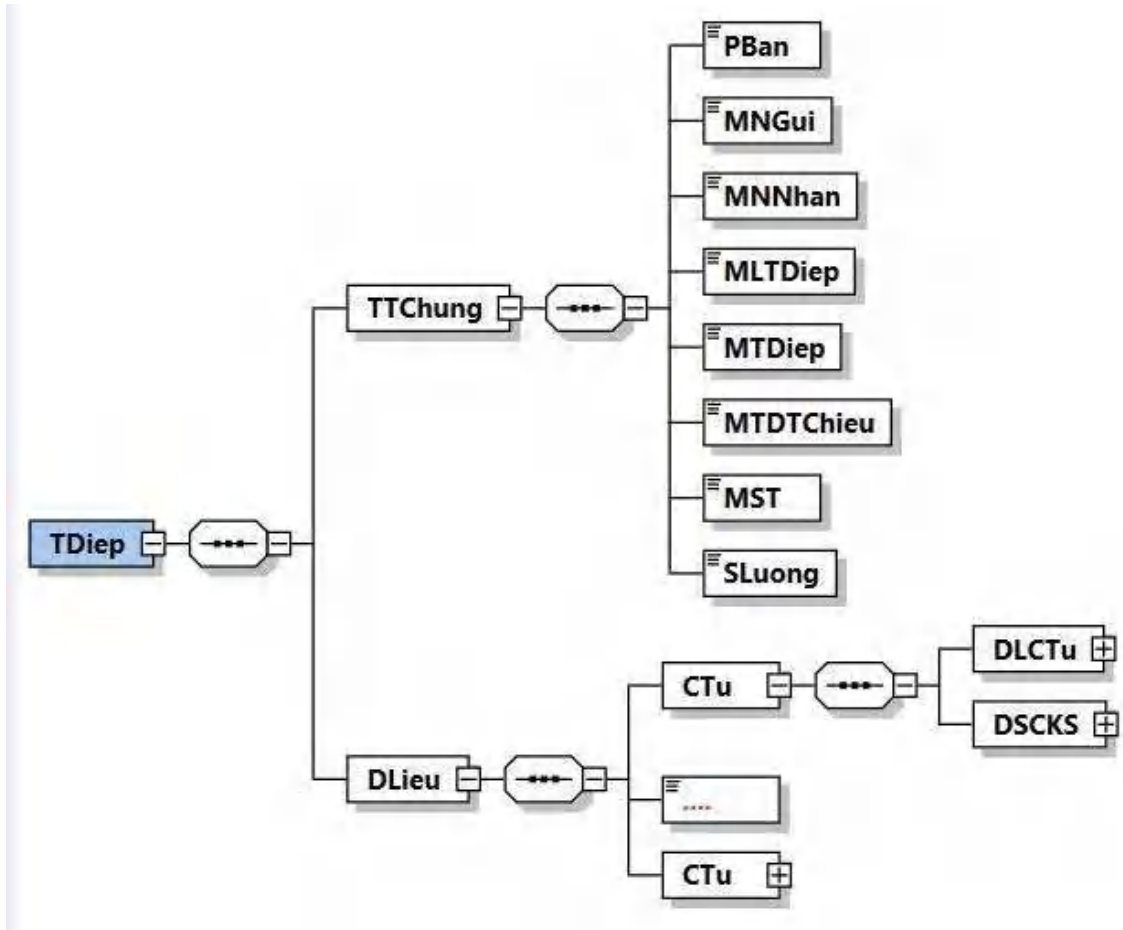 PBan
MNGui
MNNhan
MLTDiep
TTChung
MTDiep
MTDTChieu
MST
TDiep
SLuong
DLCTu
CTu
DSCKS
DLieu
....
CTu